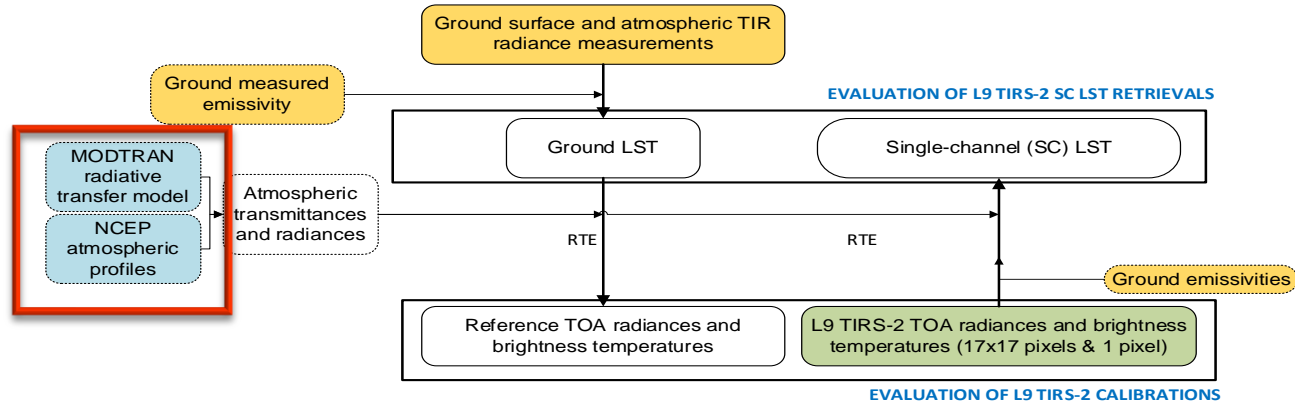 Ground surface and atmospheric TIR
radiance measurements
Ground measured
emissivity
EVALUATION OF L9 TIRS-2 SC LST RETRIEVALS
Ground LST
Single-channel (SC) LST
MODTRAN
radiative
transfer model
NCEP
atmospheric
profiles
Atmospheric
transmittances
and radiances
RTE
RTE
Ground emissivities
Reference TOA radiances and
brightness temperatures
L9 TIRS-2 TOA radiances and brightness
temperatures (17x17 pixels & 1 pixel)
EVALUATION OF L9 TIRS-2 CALIBRATIONS